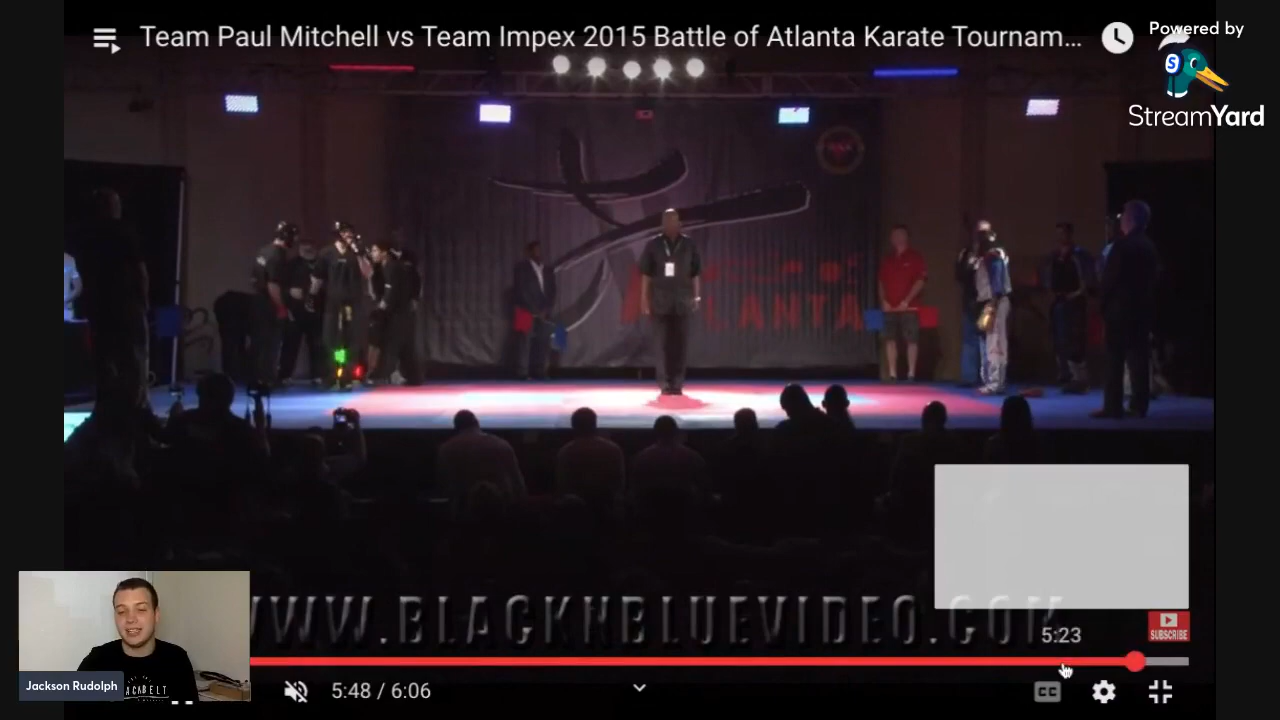 Team Paul Mitchell vs Team Impex 2015 Battle of Atlanta Karate Tournam...
Powered by
StreamYard
ATLANTA
WWW.BLACKNBLUEVIDEO.COM
5:23
SUBSCRIBE
Jackson Rudolph
5:48 / 6:06
CC